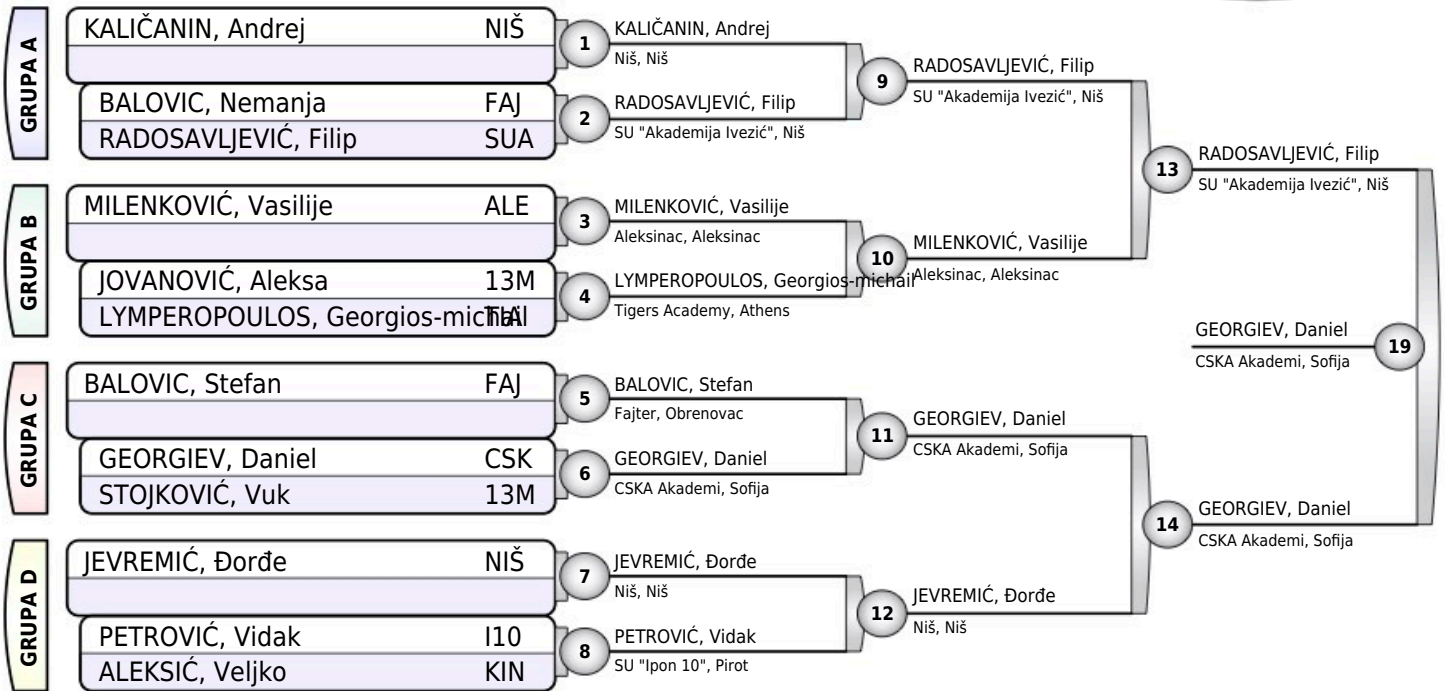 GRUPA A
KALIČANIN, Andrej NIŠ
BALOVIC, Nemanja FAJ
RADOSAVLJEVIĆ, Filip SUA
GRUPA B
MILENKOVIĆ, Vasilije ALE
JOVANOVIĆ, Aleksa 13M
LYMPEROPOULOS, Georgios-michail TIA
GRUPA C
BALOVIC, Stefan FAJ
GEORGIEV, Daniel CSK
STOJKOVIĆ, Vuk 13M
GRUPA D
JEVREMIĆ, Đorđe NIŠ
PETROVIĆ, Vidak I10
ALEKSIĆ, Veljko KIN
1
KALIČANIN, Andrej
Niš, Niš
2
RADOSAVLJEVIĆ, Filip
SU "Akademija Ivezić", Niš
3
MILENKOVIĆ, Vasilije
Aleksinac, Aleksinac
4
LYMPEROPOULOS, Georgios-michail
Tigers Academy, Athens
5
BALOVIC, Stefan
Fajter, Obrenovac
6
GEORGIEV, Daniel
CSKA Akademi, Sofija
7
JEVREMIĆ, Đorđe
Niš, Niš
8
PETROVIĆ, Vidak
SU "Ipon 10", Pirot
9
RADOSAVLJEVIĆ, Filip
SU "Akademija Ivezić", Niš
10
MILENKOVIĆ, Vasilije
Aleksinac, Aleksinac
11
GEORGIEV, Daniel
CSKA Akademi, Sofija
12
JEVREMIĆ, Đorđe
Niš, Niš
13
RADOSAVLJEVIĆ, Filip
SU "Akademija Ivezić", Niš
14
GEORGIEV, Daniel
CSKA Akademi, Sofija
GEORGIEV, Daniel
CSKA Akademi, Sofija
19